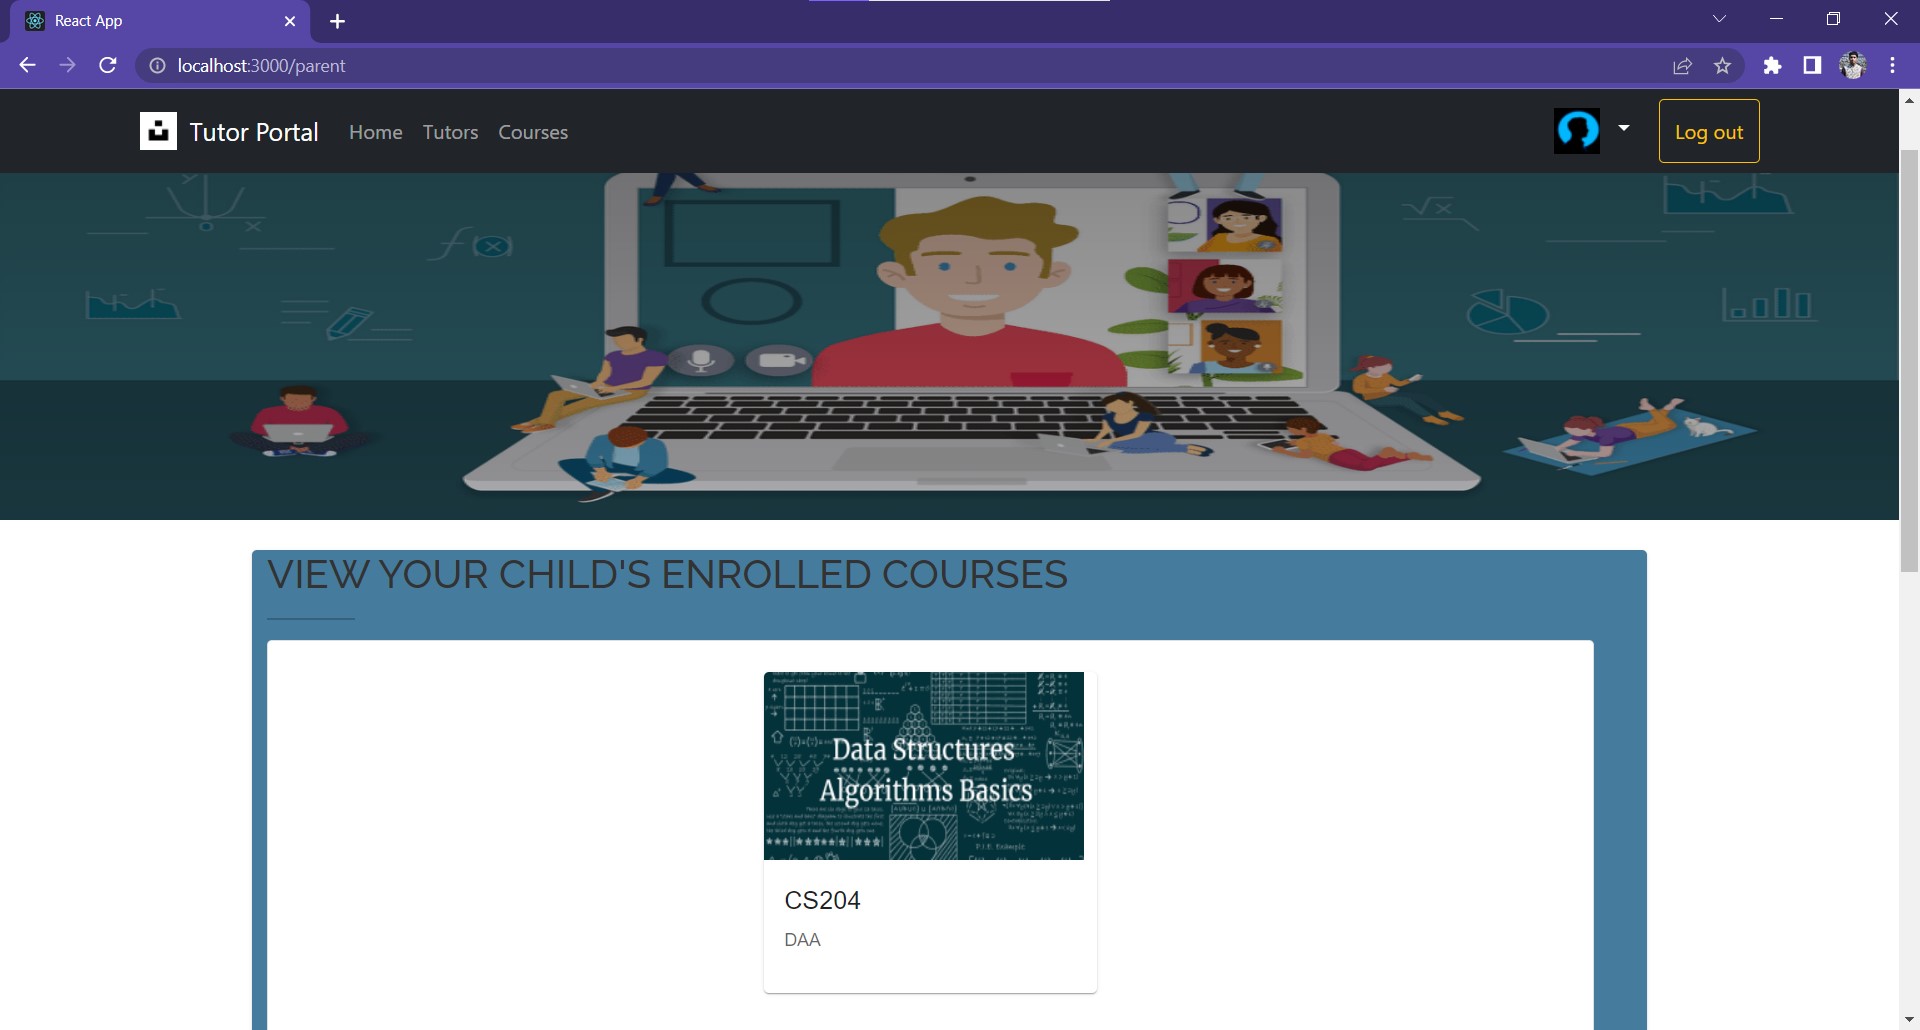 React App
localhost:3000/parent
Tutor Portal
Home
Tutors
Courses
Log out
f(x)
√x
VIEW YOUR CHILD'S ENROLLED COURSES
Data Structures
Algorithms Basics
P.I.E. Example
CS204
DAA